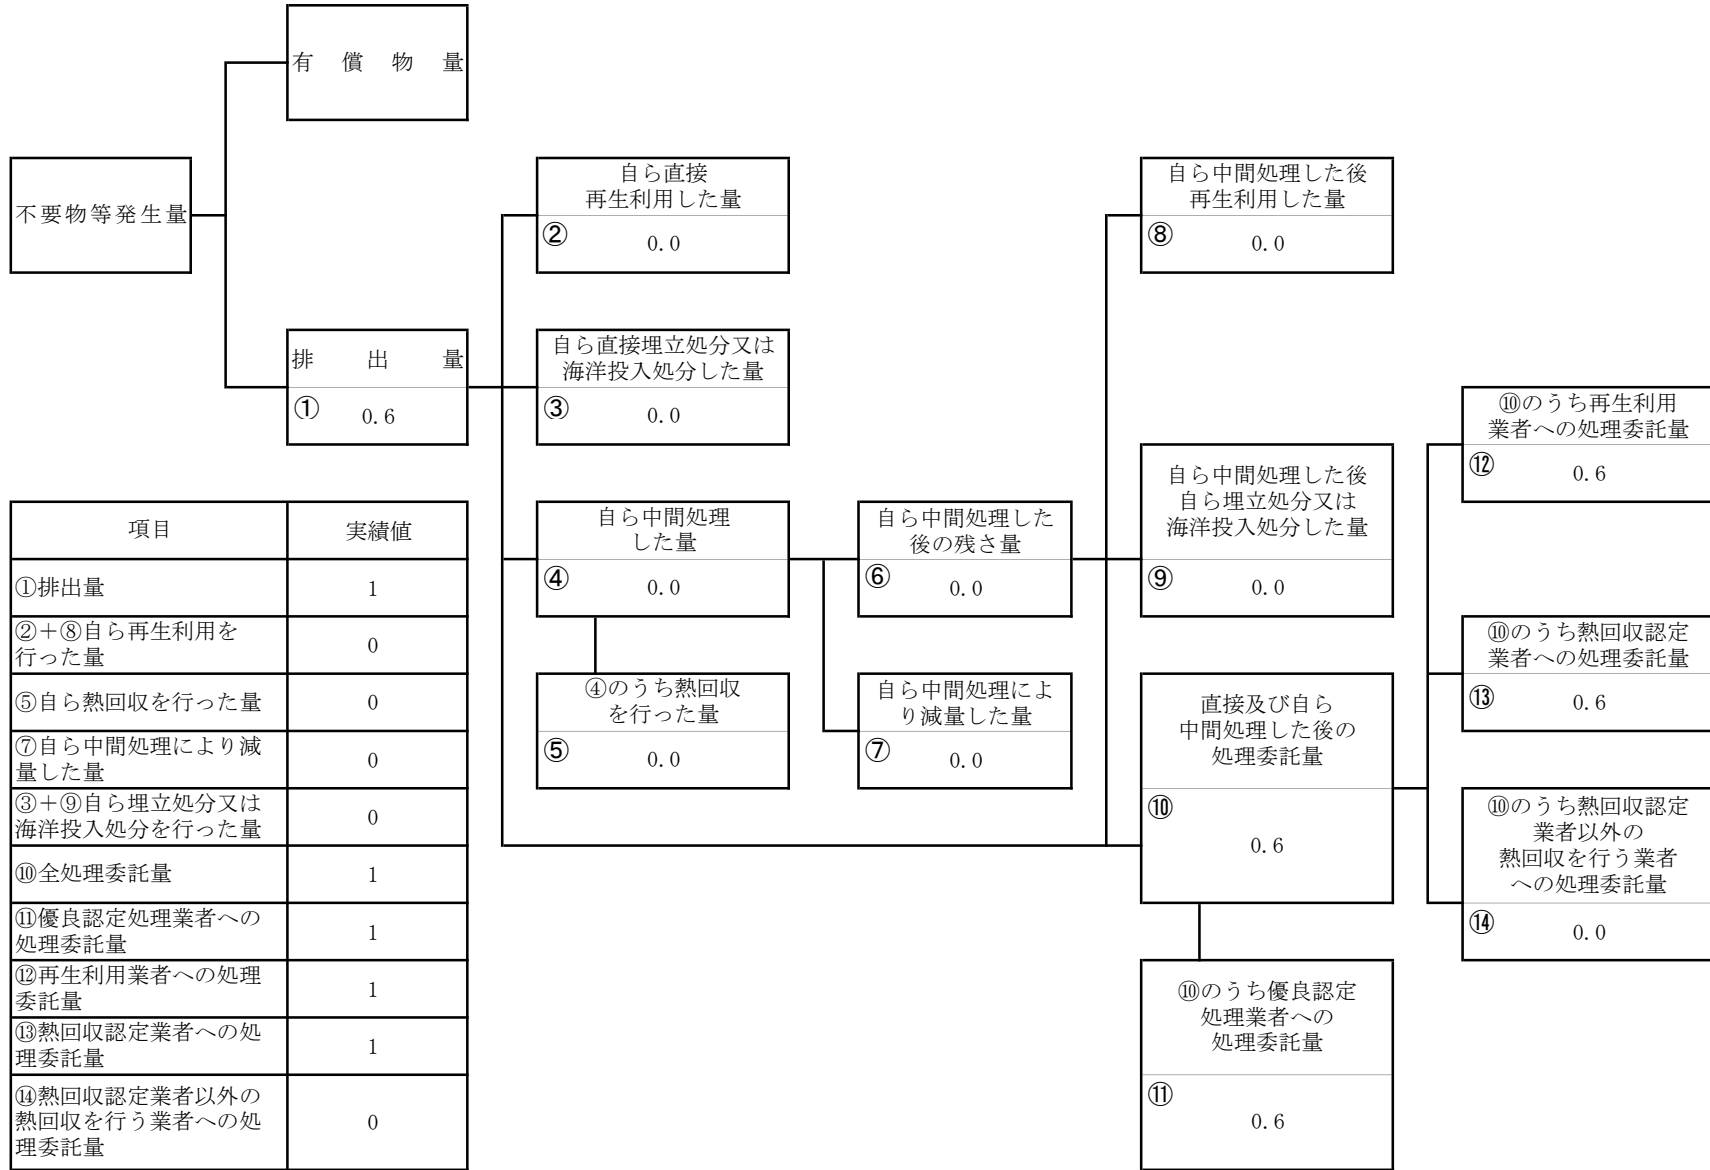 有償物量
不要物等発生量
排出量
① 0.6
自ら直接
再生利用した量
② 0.0
自ら直接埋立処分又は
海洋投入処分した量
③ 0.0
自ら中間処理
した量
④ 0.0
④のうち熱回収
を行った量
⑤ 0.0
自ら中間処理した
後の残さ量
⑥ 0.0
自ら中間処理によ
り減量した量
⑦ 0.0
自ら中間処理した後
再生利用した量
⑧ 0.0
自ら中間処理した後
自ら埋立処分又は
海洋投入処分した量
⑨ 0.0
直接及び自ら
中間処理した後の
処理委託量
⑩
0.6
⑩のうち優良認定
処理業者への
処理委託量
⑪
0.6
⑩のうち再生利用
業者への処理委託量
⑫ 0.6
⑩のうち熱回収認定
業者への処理委託量
⑬ 0.6
⑩のうち熱回収認定
業者以外の
熱回収を行う業者
への処理委託量
⑭ 0.0
項目 実績値
①排出量 1
②＋⑧自ら再生利用を
行った量 0
⑤自ら熱回収を行った量 0
⑦自ら中間処理により減
量した量 0
③＋⑨自ら埋立処分又は
海洋投入処分を行った量 0
⑩全処理委託量 1
⑪優良認定処理業者への
処理委託量 1
⑫再生利用業者への処理
委託量 1
⑬熱回収認定業者への処
理委託量 1
⑭熱回収認定業者以外の
熱回収を行う業者への処 0
理委託量